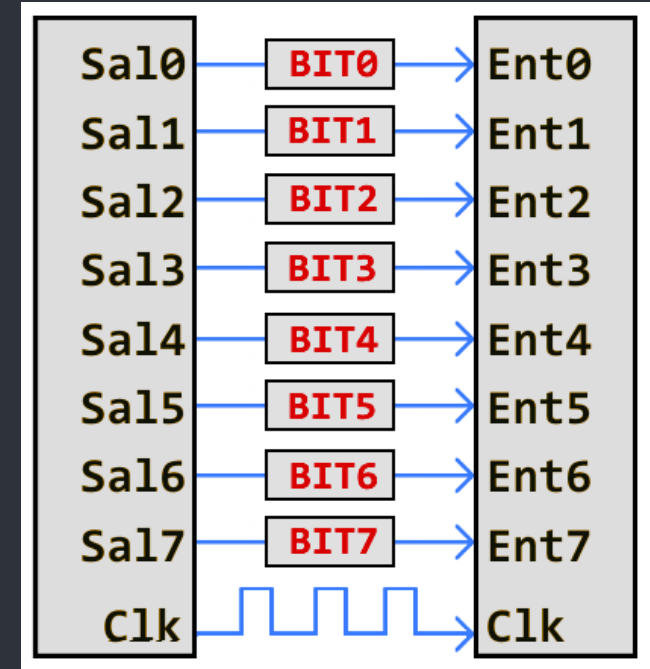 Sal0 BIT0 Ent0
Sal1 BIT1 Ent1
Sal2 BIT2 Ent2
Sal3 BIT3 Ent3
Sal4 BIT4 Ent4
Sal5 BIT5 Ent5
Sal6 BIT6 Ent6
Sal7 BIT7 Ent7
Clk Clk